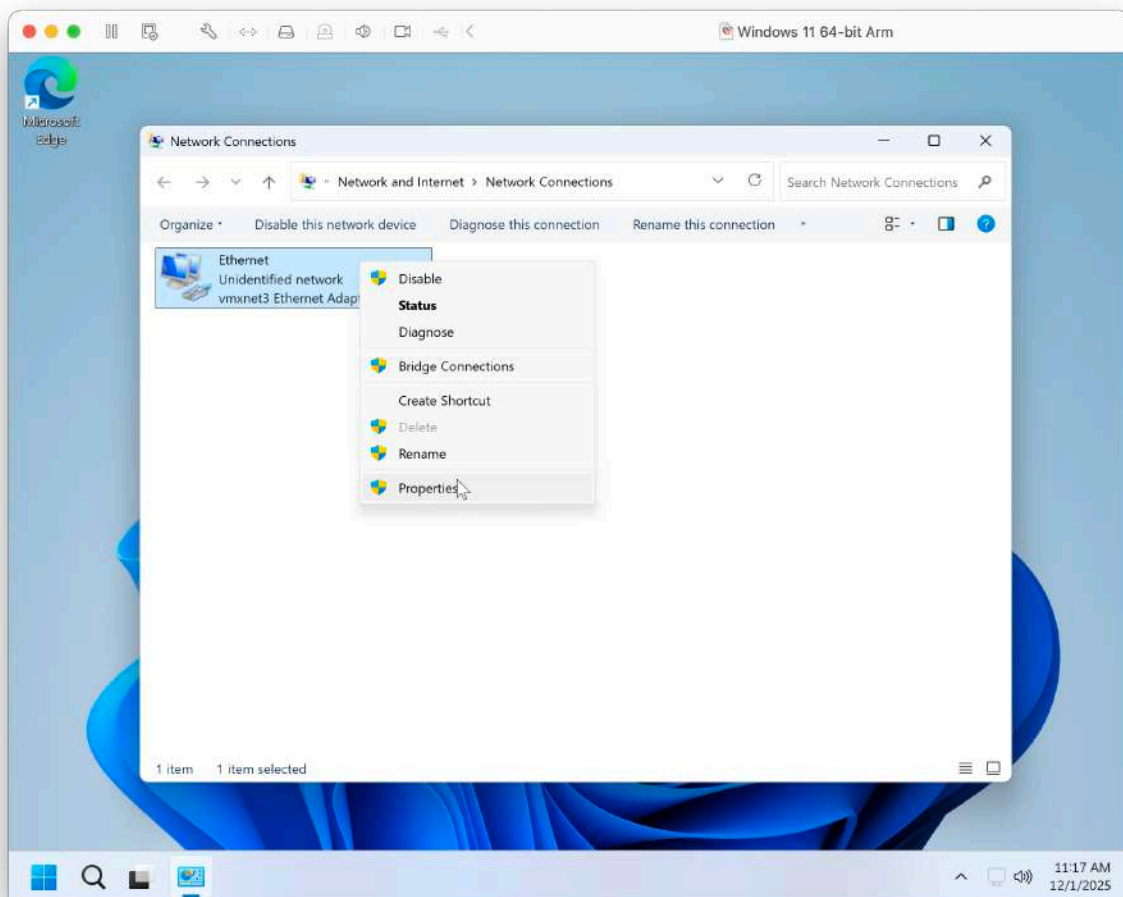 Windows 11 64-bit Arm
Microsoft
Edge
Network Connections
Network and Internet > Network Connections
Search Network Connections
Organize
Disable this network device
Diagnose this connection
Rename this connection
Ethernet
Unidentified network
vmxnet3 Ethernet Adap
Disable
Status
Diagnose
Bridge Connections
Create Shortcut
Delete
Rename
Properties
1 item
1 item selected
11:17 AM
12/1/2025